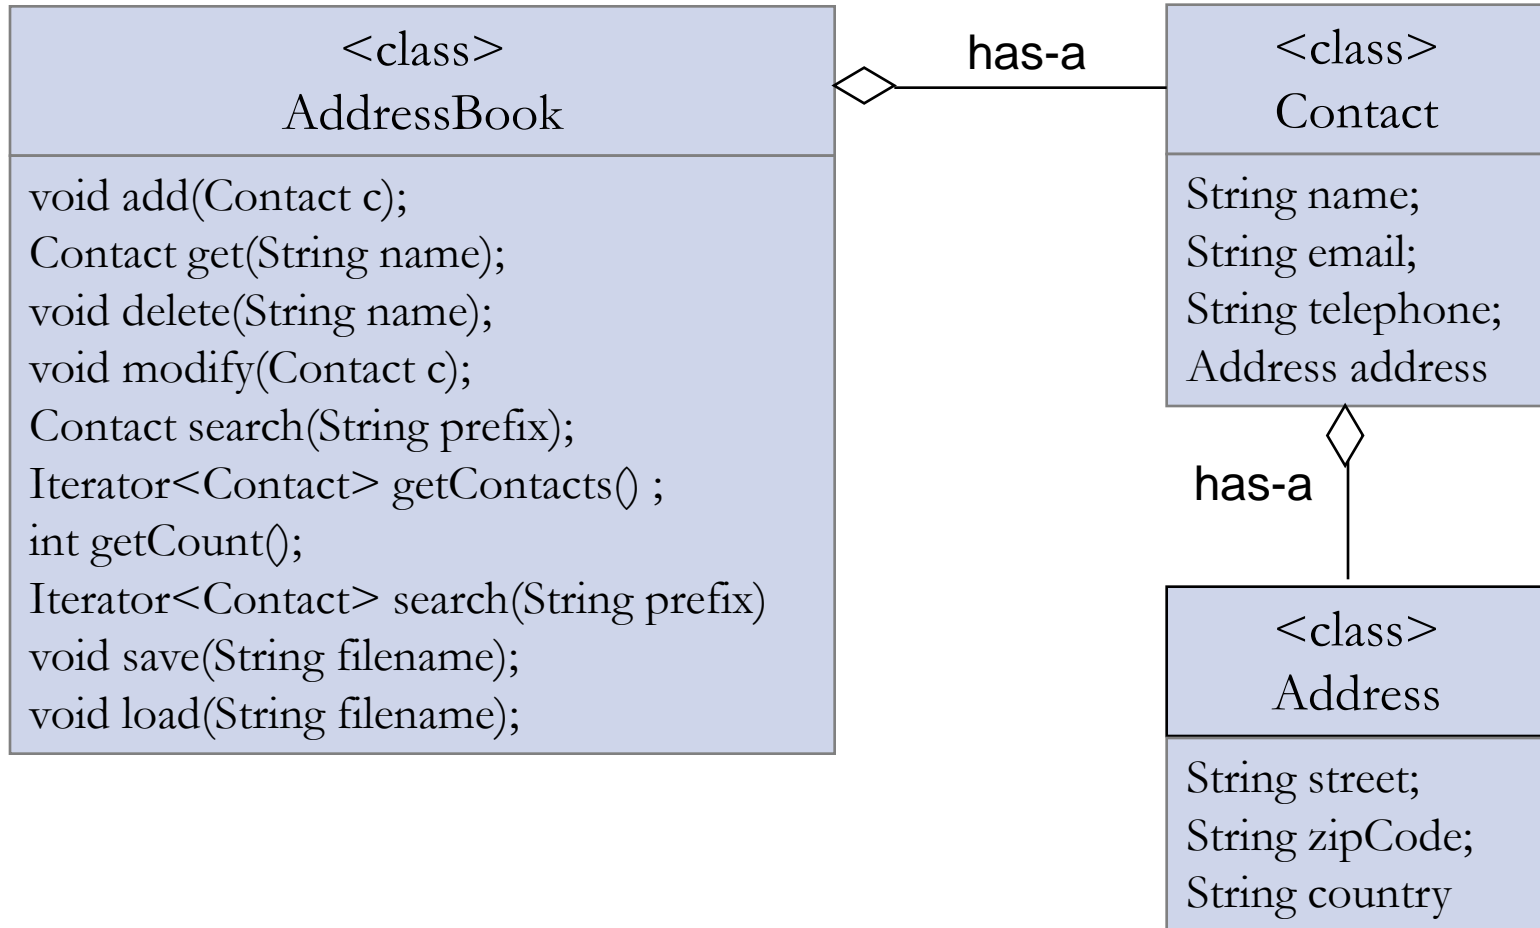 <class>
AddressBook
void add(Contact c);
Contact get(String name);
void delete(String name);
void modify(Contact c);
Contact search(String prefix);
Iterator<Contact> getContacts() ;
int getCount();
Iterator<Contact> search(String prefix)
void save(String filename);
void load(String filename);
has-a
<class>
Contact
String name;
String email;
String telephone;
Address address
has-a
<class>
Address
String street;
String zipCode;
String country